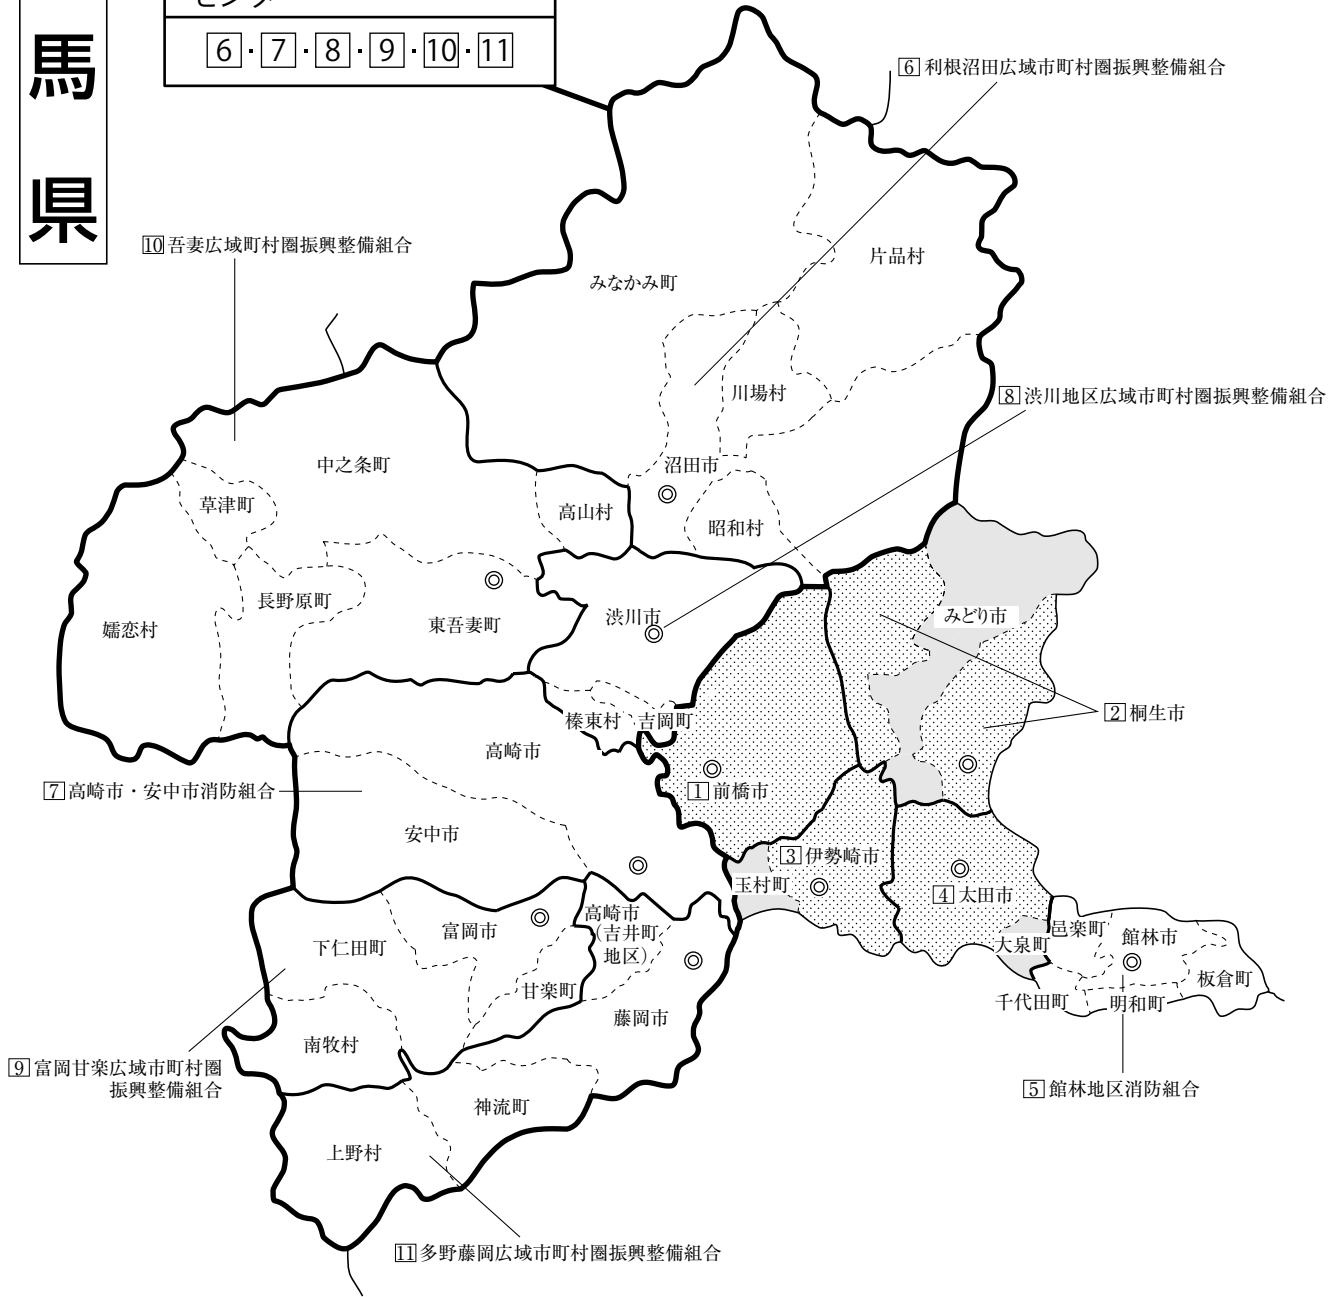 馬
県
6・7・8・9・10・11
6 利根沼田広域市町村圏振興整備組合
10 吾妻広域町村圏振興整備組合
片品村
みなかみ町
川場村
8 渋川地区広域市町村圏振興整備組合
中之条町
沼田市
草津町
高山村
昭和村
長野原町
渋川市
みどり市
嬬恋村
東吾妻町
榛東村
吉岡町
2 桐生市
高崎市
7 高崎市・安中市消防組合
1 前橋市
安中市
3 伊勢崎市
玉村町
4 太田市
高崎市
(吉井町
地区)
富岡市
下仁田町
大泉町
邑楽町
館林市
板倉町
甘楽町
千代田町
明和町
藤岡市
南牧村
9 富岡甘楽広域市町村圏
振興整備組合
5 館林地区消防組合
神流町
上野村
11 多野藤岡広域市町村圏振興整備組合